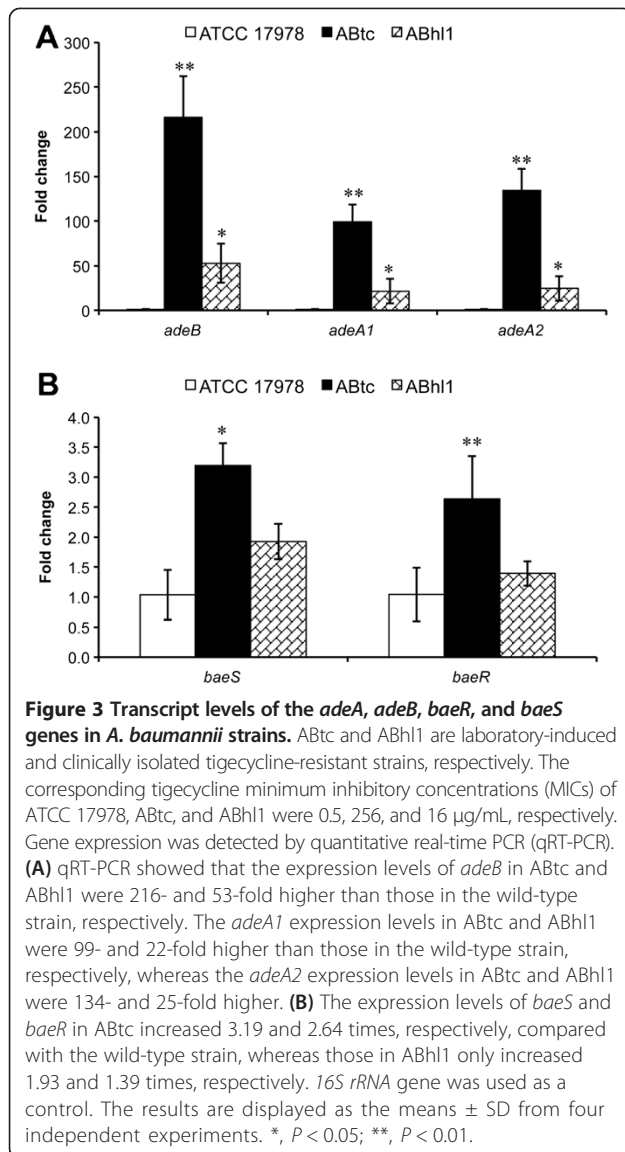 A
□ATCC 17978 ■ABtc ▨ABhl1
Fold change
300
250
200
150
100
50
0
**
*
**
*
**
*
adeB adeA1 adeA2
B
□ATCC 17978 ■ABtc ▨ABhl1
Fold change
4.0
3.5
3.0
2.5
2.0
1.5
1.0
0.5
0.0
*
**
baeS baeR
Figure 3 Transcript levels of the adeA, adeB, baeR, and baeS
genes in A. baumannii strains. ABtc and ABhl1 are laboratory-induced
and clinically isolated tigecycline-resistant strains, respectively. The
corresponding tigecycline minimum inhibitory concentrations (MICs) of
ATCC 17978, ABtc, and ABhl1 were 0.5, 256, and 16 μg/mL, respectively.
Gene expression was detected by quantitative real-time PCR (qRT-PCR).
(A) qRT-PCR showed that the expression levels of adeB in ABtc and
ABhl1 were 216- and 53-fold higher than those in the wild-type
strain, respectively. The adeA1 expression levels in ABtc and ABhl1
were 99- and 22-fold higher than those in the wild-type strain,
respectively, whereas the adeA2 expression levels in ABtc and ABhl1
were 134- and 25-fold higher. (B) The expression levels of baeS and
baeR in ABtc increased 3.19 and 2.64 times, respectively, compared
with the wild-type strain, whereas those in ABhl1 only increased
1.93 and 1.39 times, respectively. 16S rRNA gene was used as a
control. The results are displayed as the means ± SD from four
independent experiments. *, P < 0.05; **, P < 0.01.